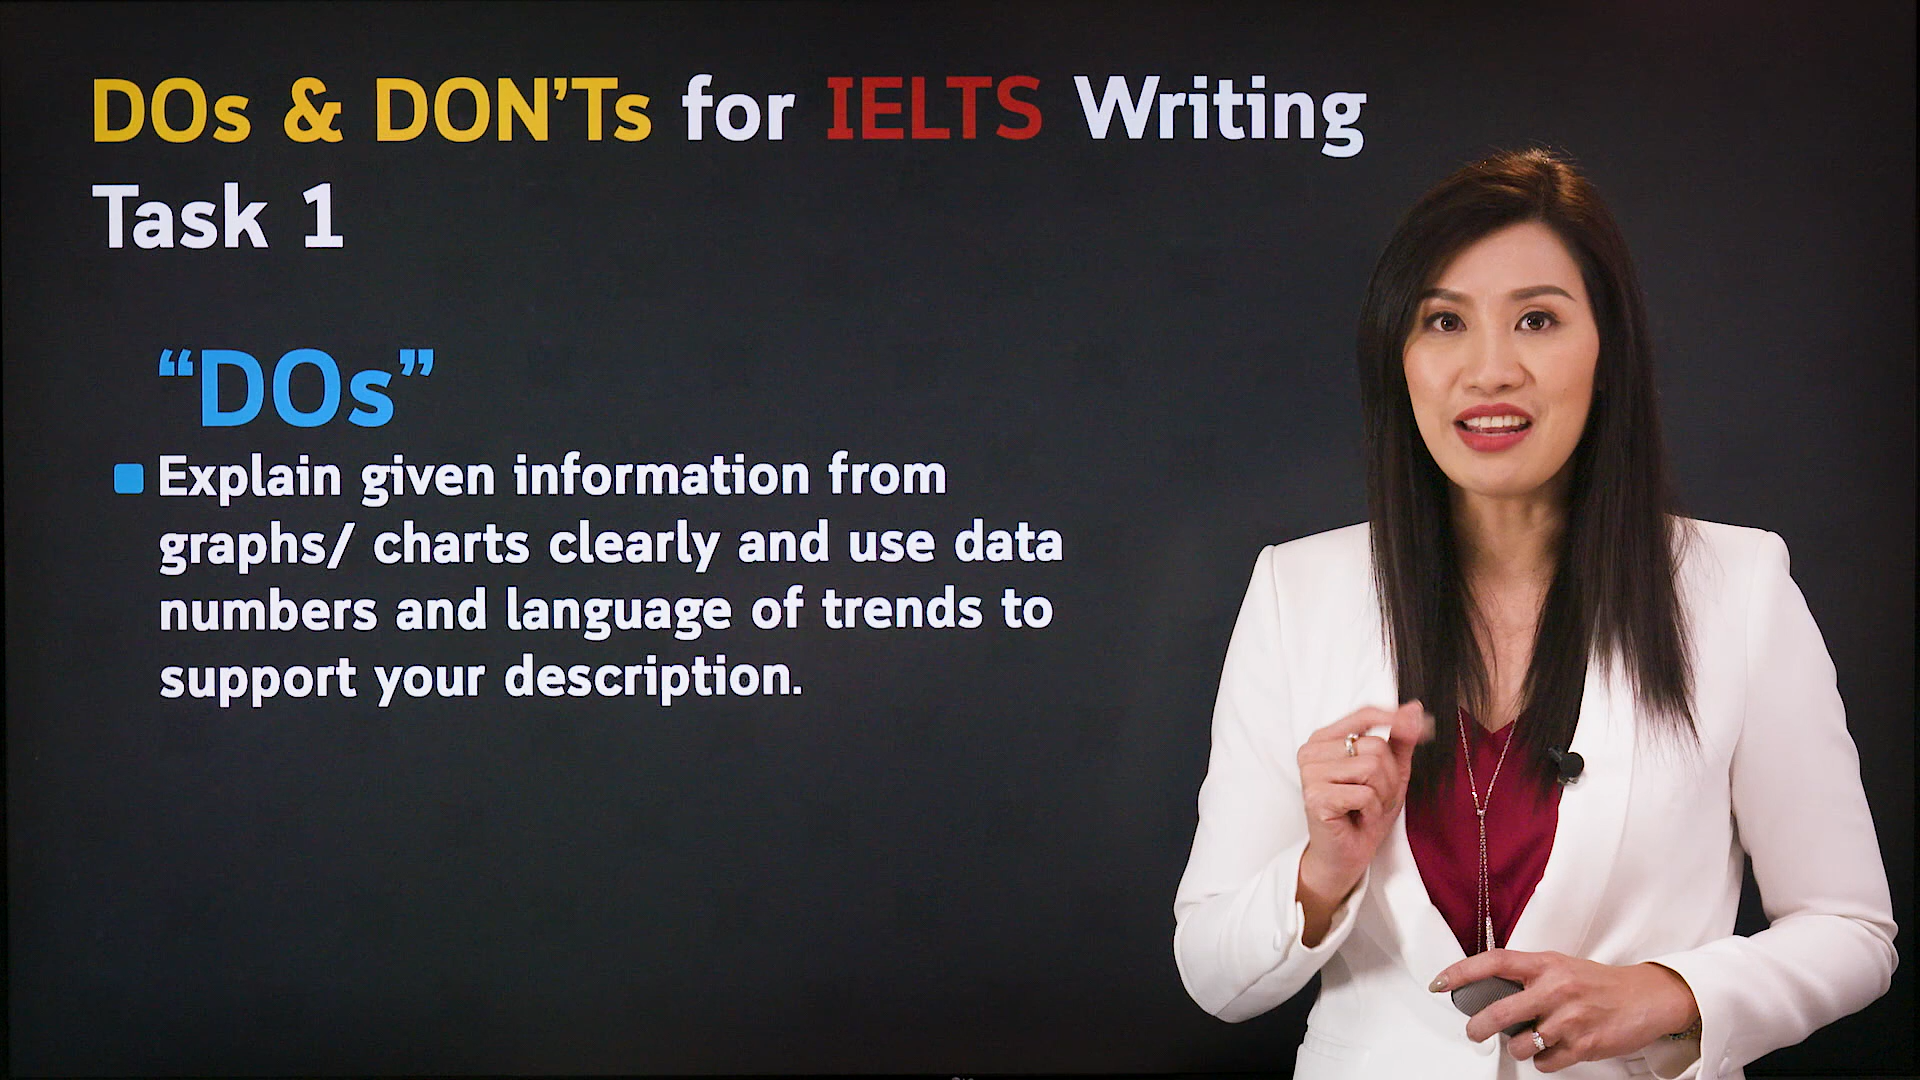 DOs & DON’Ts for IELTS Writing
Task 1
“DOs”
Explain given information from
graphs/ charts clearly and use data
numbers and language of trends to
support your description.